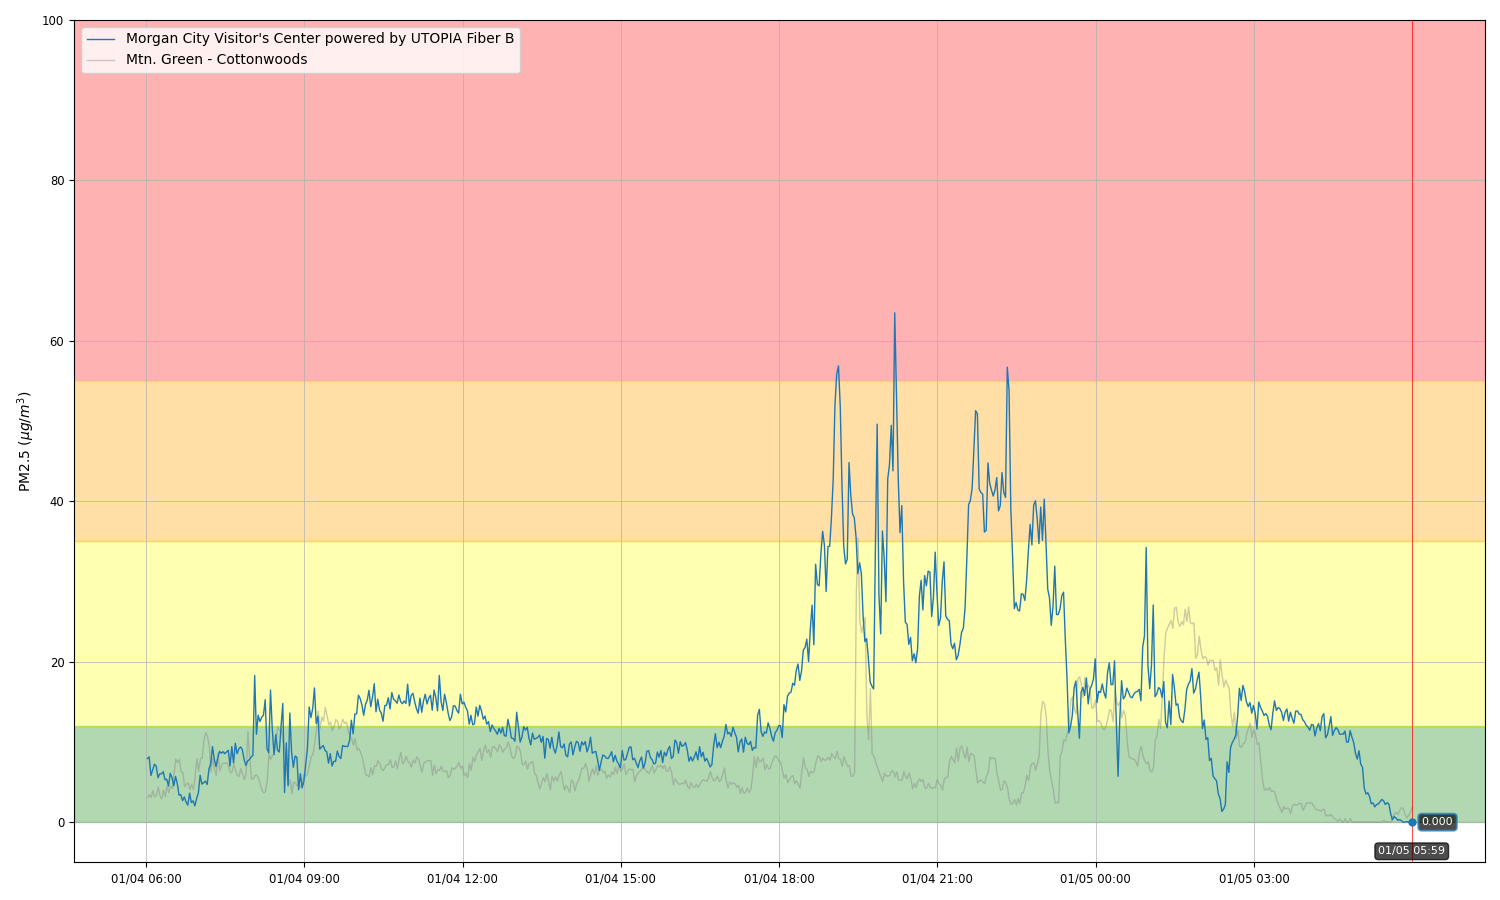 100
Morgan City Visitor's Center powered by UTOPIA Fiber B
Mtn. Green - Cottonwoods
80
60
PM2.5 (μg/m³)
40
20
0
0.000
01/05 05:59
01/04 06:00 01/04 09:00 01/04 12:00 01/04 15:00 01/04 18:00 01/04 21:00 01/05 00:00 01/05 03:00